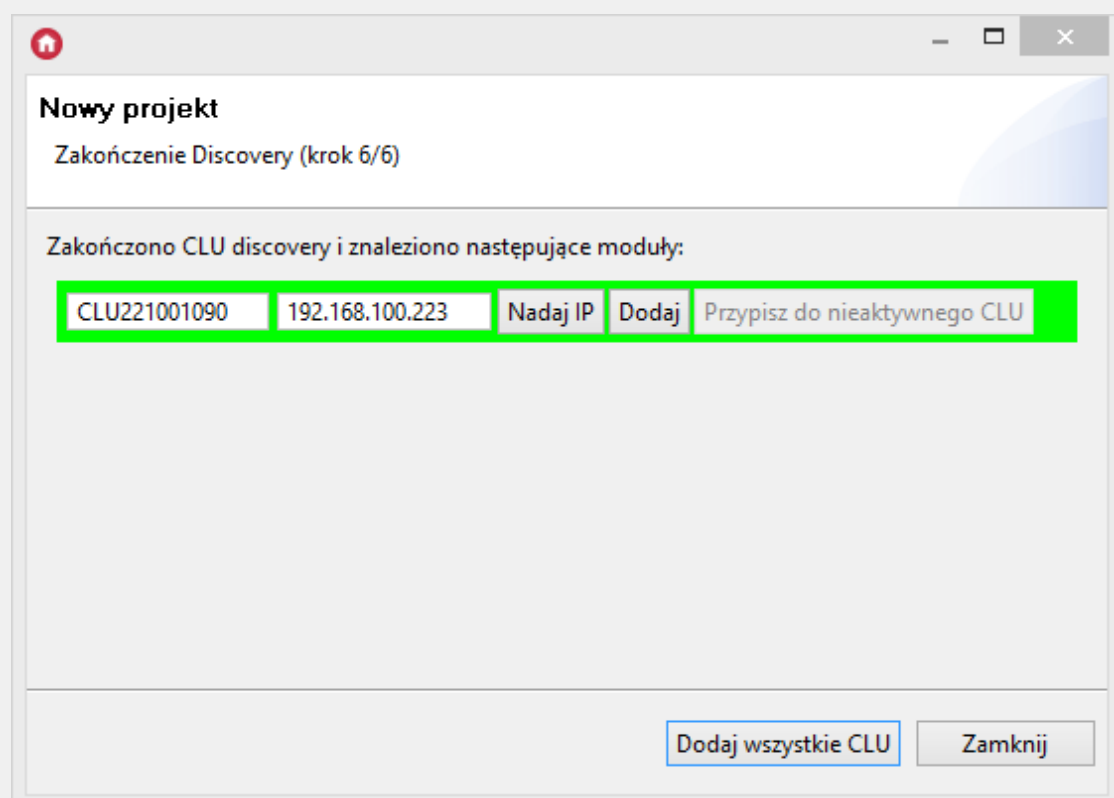 Nowy projekt
Zakończenie Discovery (krok 6/6)
Zakończono CLU discovery i znaleziono następujące moduły:
CLU221001090 192.168.100.223 Nadaj IP Dodaj Przypisz do nieaktywnego CLU
Dodaj wszystkie CLU Zamknij